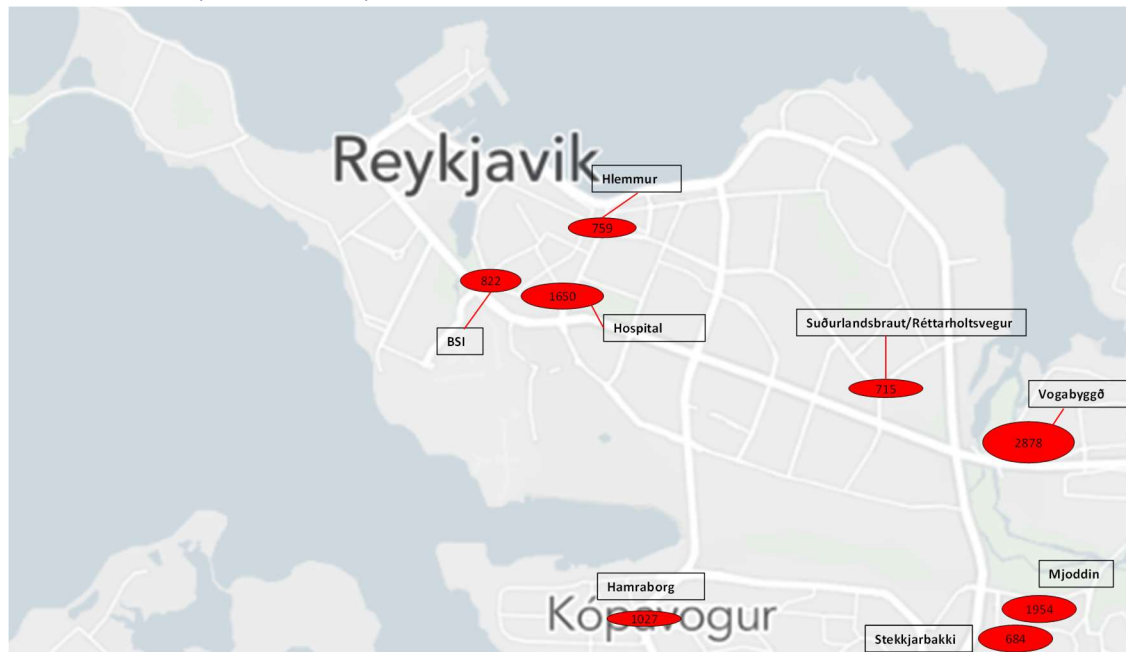 Reykjavik
Hlemmur
759
822
1650
BSI
Hospital
Suðurlandsbraut/Réttarholtsvegur
715
Vogabyggð
2878
Hamraborg
Kópavogur
1027
Mjoddin
1954
Stekkjarbakki
684